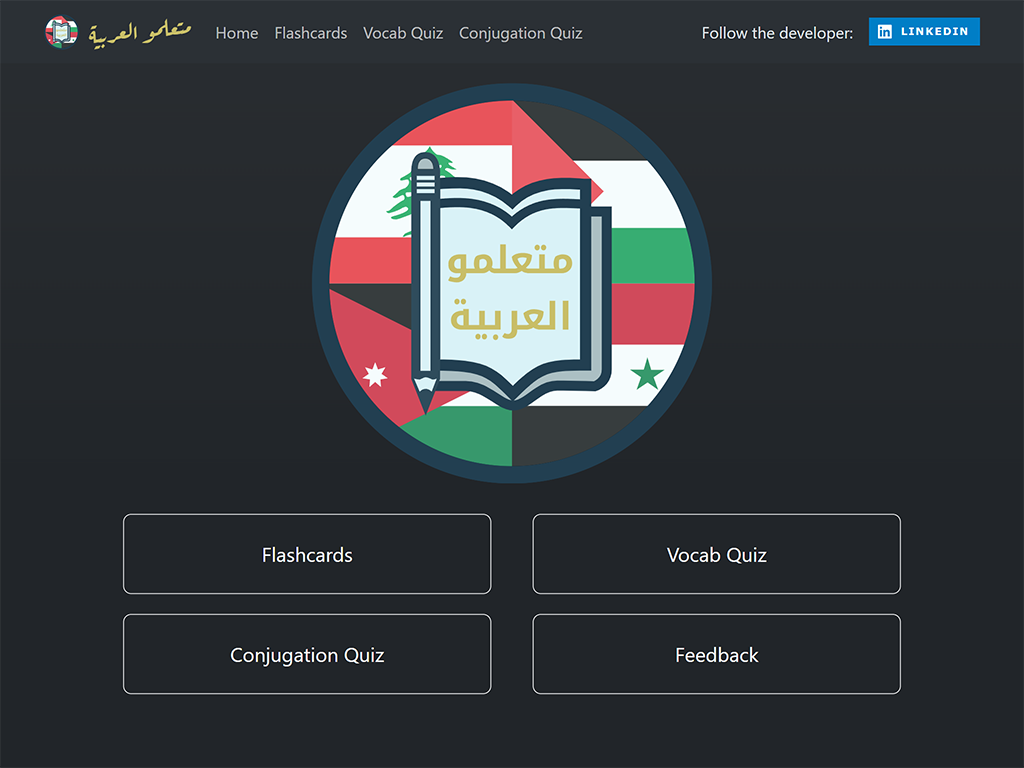 متعلمو العربية
Home Flashcards Vocab Quiz Conjugation Quiz Follow the developer: LINKEDIN
متعلمو
العربية
Flashcards Vocab Quiz
Conjugation Quiz Feedback